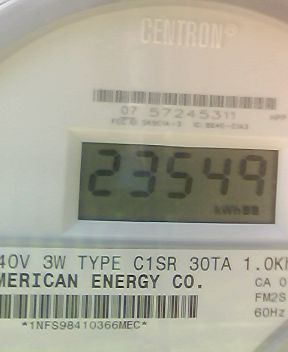 CENTRON®
07 57245311
23549
kWh
40V 3W TYPE C1SR 30TA 1.0K
MERICAN ENERGY CO.
CA 0
FM2S
60Hz
*1NFS98410366MEC*